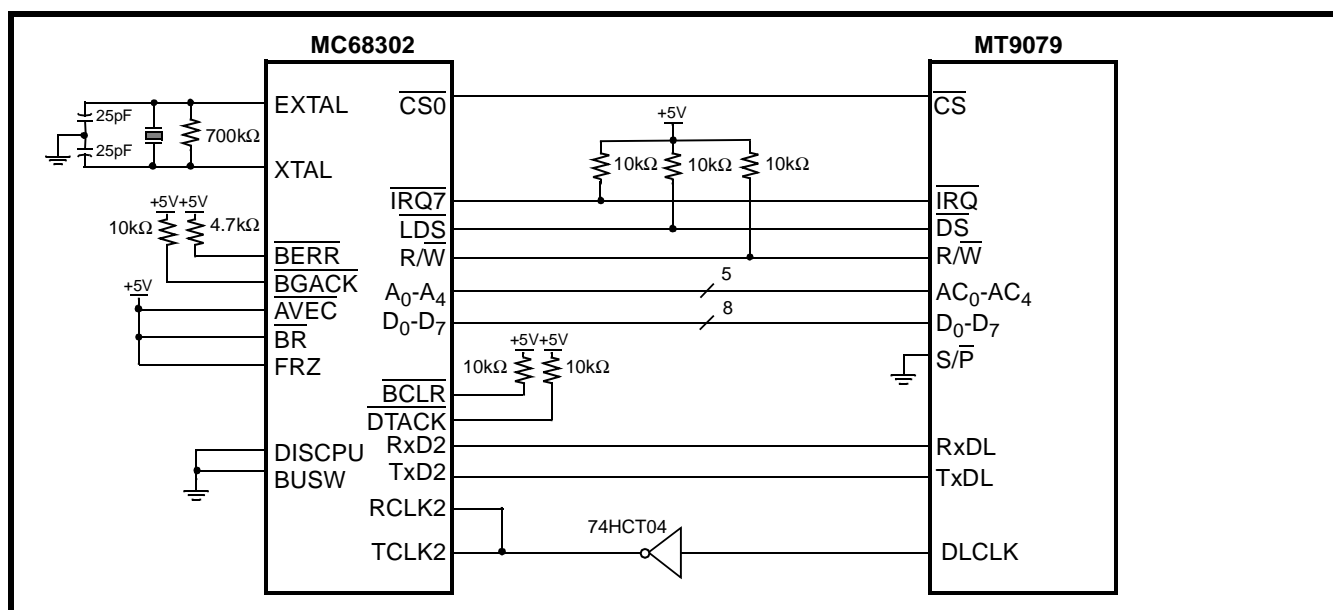 MC68302
MT9079
EXTAL
25pF
700kΩ
25pF
XTAL
+5V +5V
10kΩ
4.7kΩ
BERR
BGACK
+5V
AVEC
BR
FRZ
DISCPU
BUSW
CS0
IRQ7
LDS
R/W
A0-A4
D0-D7
BCLR
DTACK
RxD2
TxD2
RCLK2
TCLK2
+5V
10kΩ
10kΩ
10kΩ
5
8
+5V +5V
10kΩ
10kΩ
74HCT04
CS
IRQ
DS
R/W
AC0-AC4
D0-D7
S/P
RxDL
TxDL
DLCLK